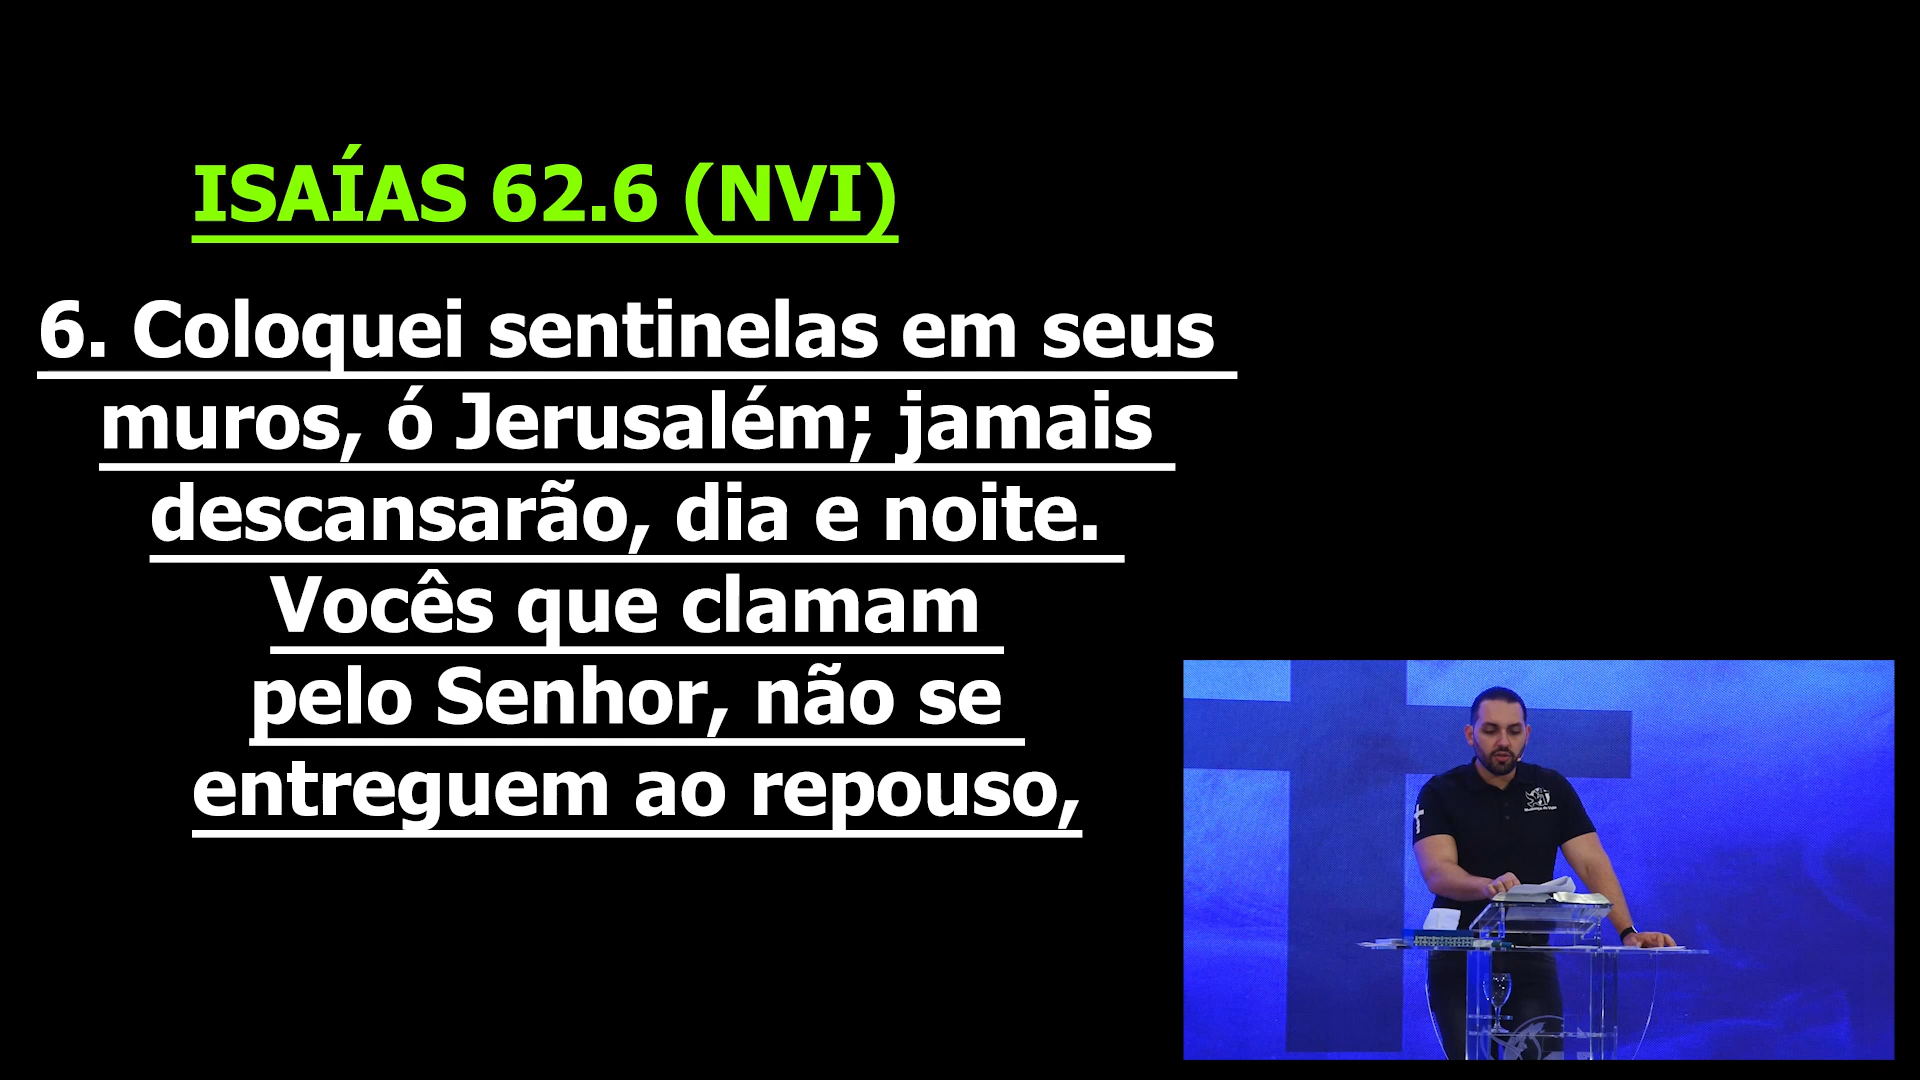 ISAÍAS 62.6 (NVI)
6. Coloquei sentinelas em seus
muros, ó Jerusalém; jamais
descansarão, dia e noite.
Vocês que clamam
pelo Senhor, não se
entreguem ao repouso,